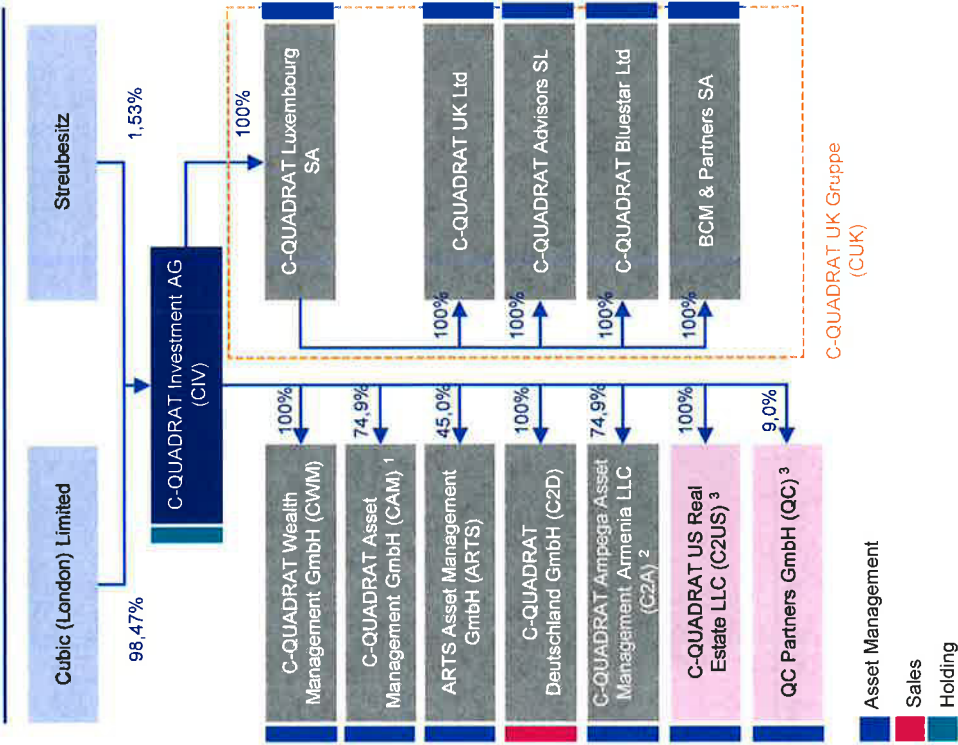 Cubic (London) Limited
Streubesitz
98,47%
1,53%
C-QUADRAT Investment AG
(CIV)
100%
C-QUADRAT Wealth
Management GmbH (CWM)
100%
C-QUADRAT Asset
Management GmbH (CAM) ¹
74,9%
ARTS Asset Management
GmbH (ARTS)
45,0%
C-QUADRAT
Deutschland GmbH (C2D)
100%
C-QUADRAT Ampega Asset
Management Armenia LLC
(C2A) ²
74,9%
C-QUADRAT US Real
Estate LLC (C2US) ³
100%
QC Partners GmbH (QC) ³
9,0%
C-QUADRAT Luxembourg
SA
100%
C-QUADRAT UK Ltd
100%
C-QUADRAT Advisors SL
100%
C-QUADRAT Bluestar Ltd
100%
BCM & Partners SA
C-QUADRAT UK Gruppe
(CUK)
Asset Management
Sales
Holding